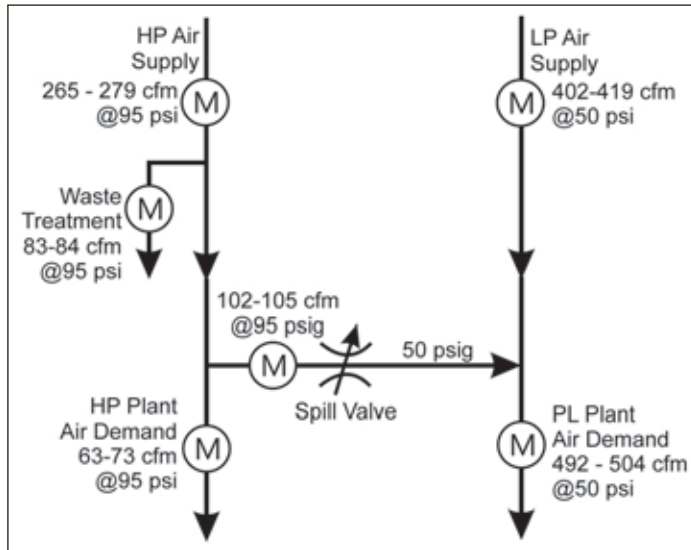 HP Air
Supply
265 - 279 cfm
@95 psi
M
LP Air
Supply
402-419 cfm
@50 psi
M
Waste
Treatment
83-84 cfm
@95 psi
M
102-105 cfm
@95 psig
M
50 psig
Spill Valve
HP Plant
Air Demand
63-73 cfm
@95 psi
M
PL Plant
Air Demand
492 - 504 cfm
@50 psi
M